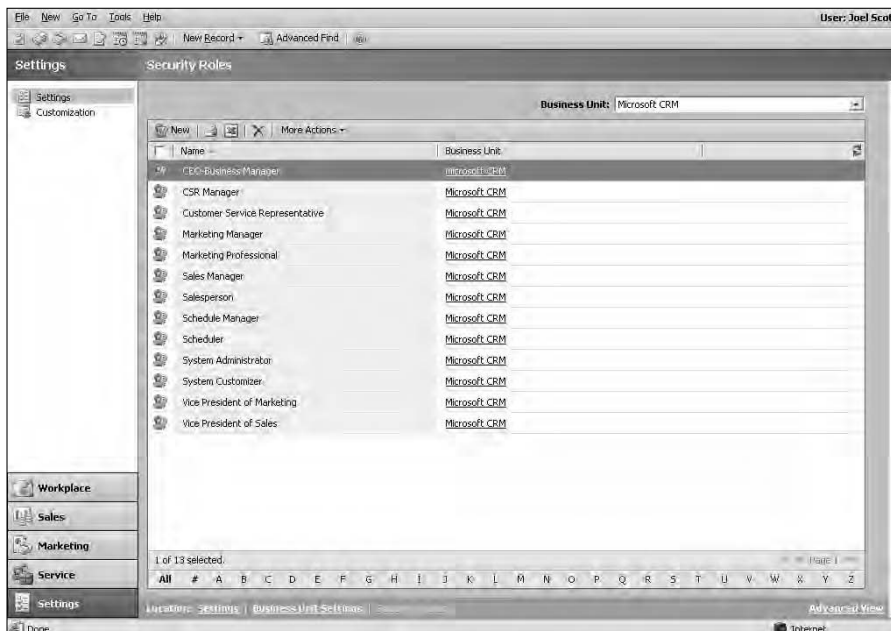 File New Go To Tools Help User: Joel Scot
New Record Advanced Find
Settings Security Roles
Settings
Customization
Business Unit: Microsoft CRM
New More Actions
Name Business Unit
CEO-Business Manager Microsoft CRM
CSR Manager Microsoft CRM
Customer Service Representative Microsoft CRM
Marketing Manager Microsoft CRM
Marketing Professional Microsoft CRM
Sales Manager Microsoft CRM
Salesperson Microsoft CRM
Schedule Manager Microsoft CRM
Scheduler Microsoft CRM
System Administrator Microsoft CRM
System Customizer Microsoft CRM
Vice President of Marketing Microsoft CRM
Vice President of Sales Microsoft CRM
Workplace
Sales
Marketing
Service
Settings
1 of 13 selected. Page 1
All # A B C D E F G H I J K L M N O P Q R S T U V W X Y Z
Location: Settings | Business Unit Settings | Advanced View
Done Internet